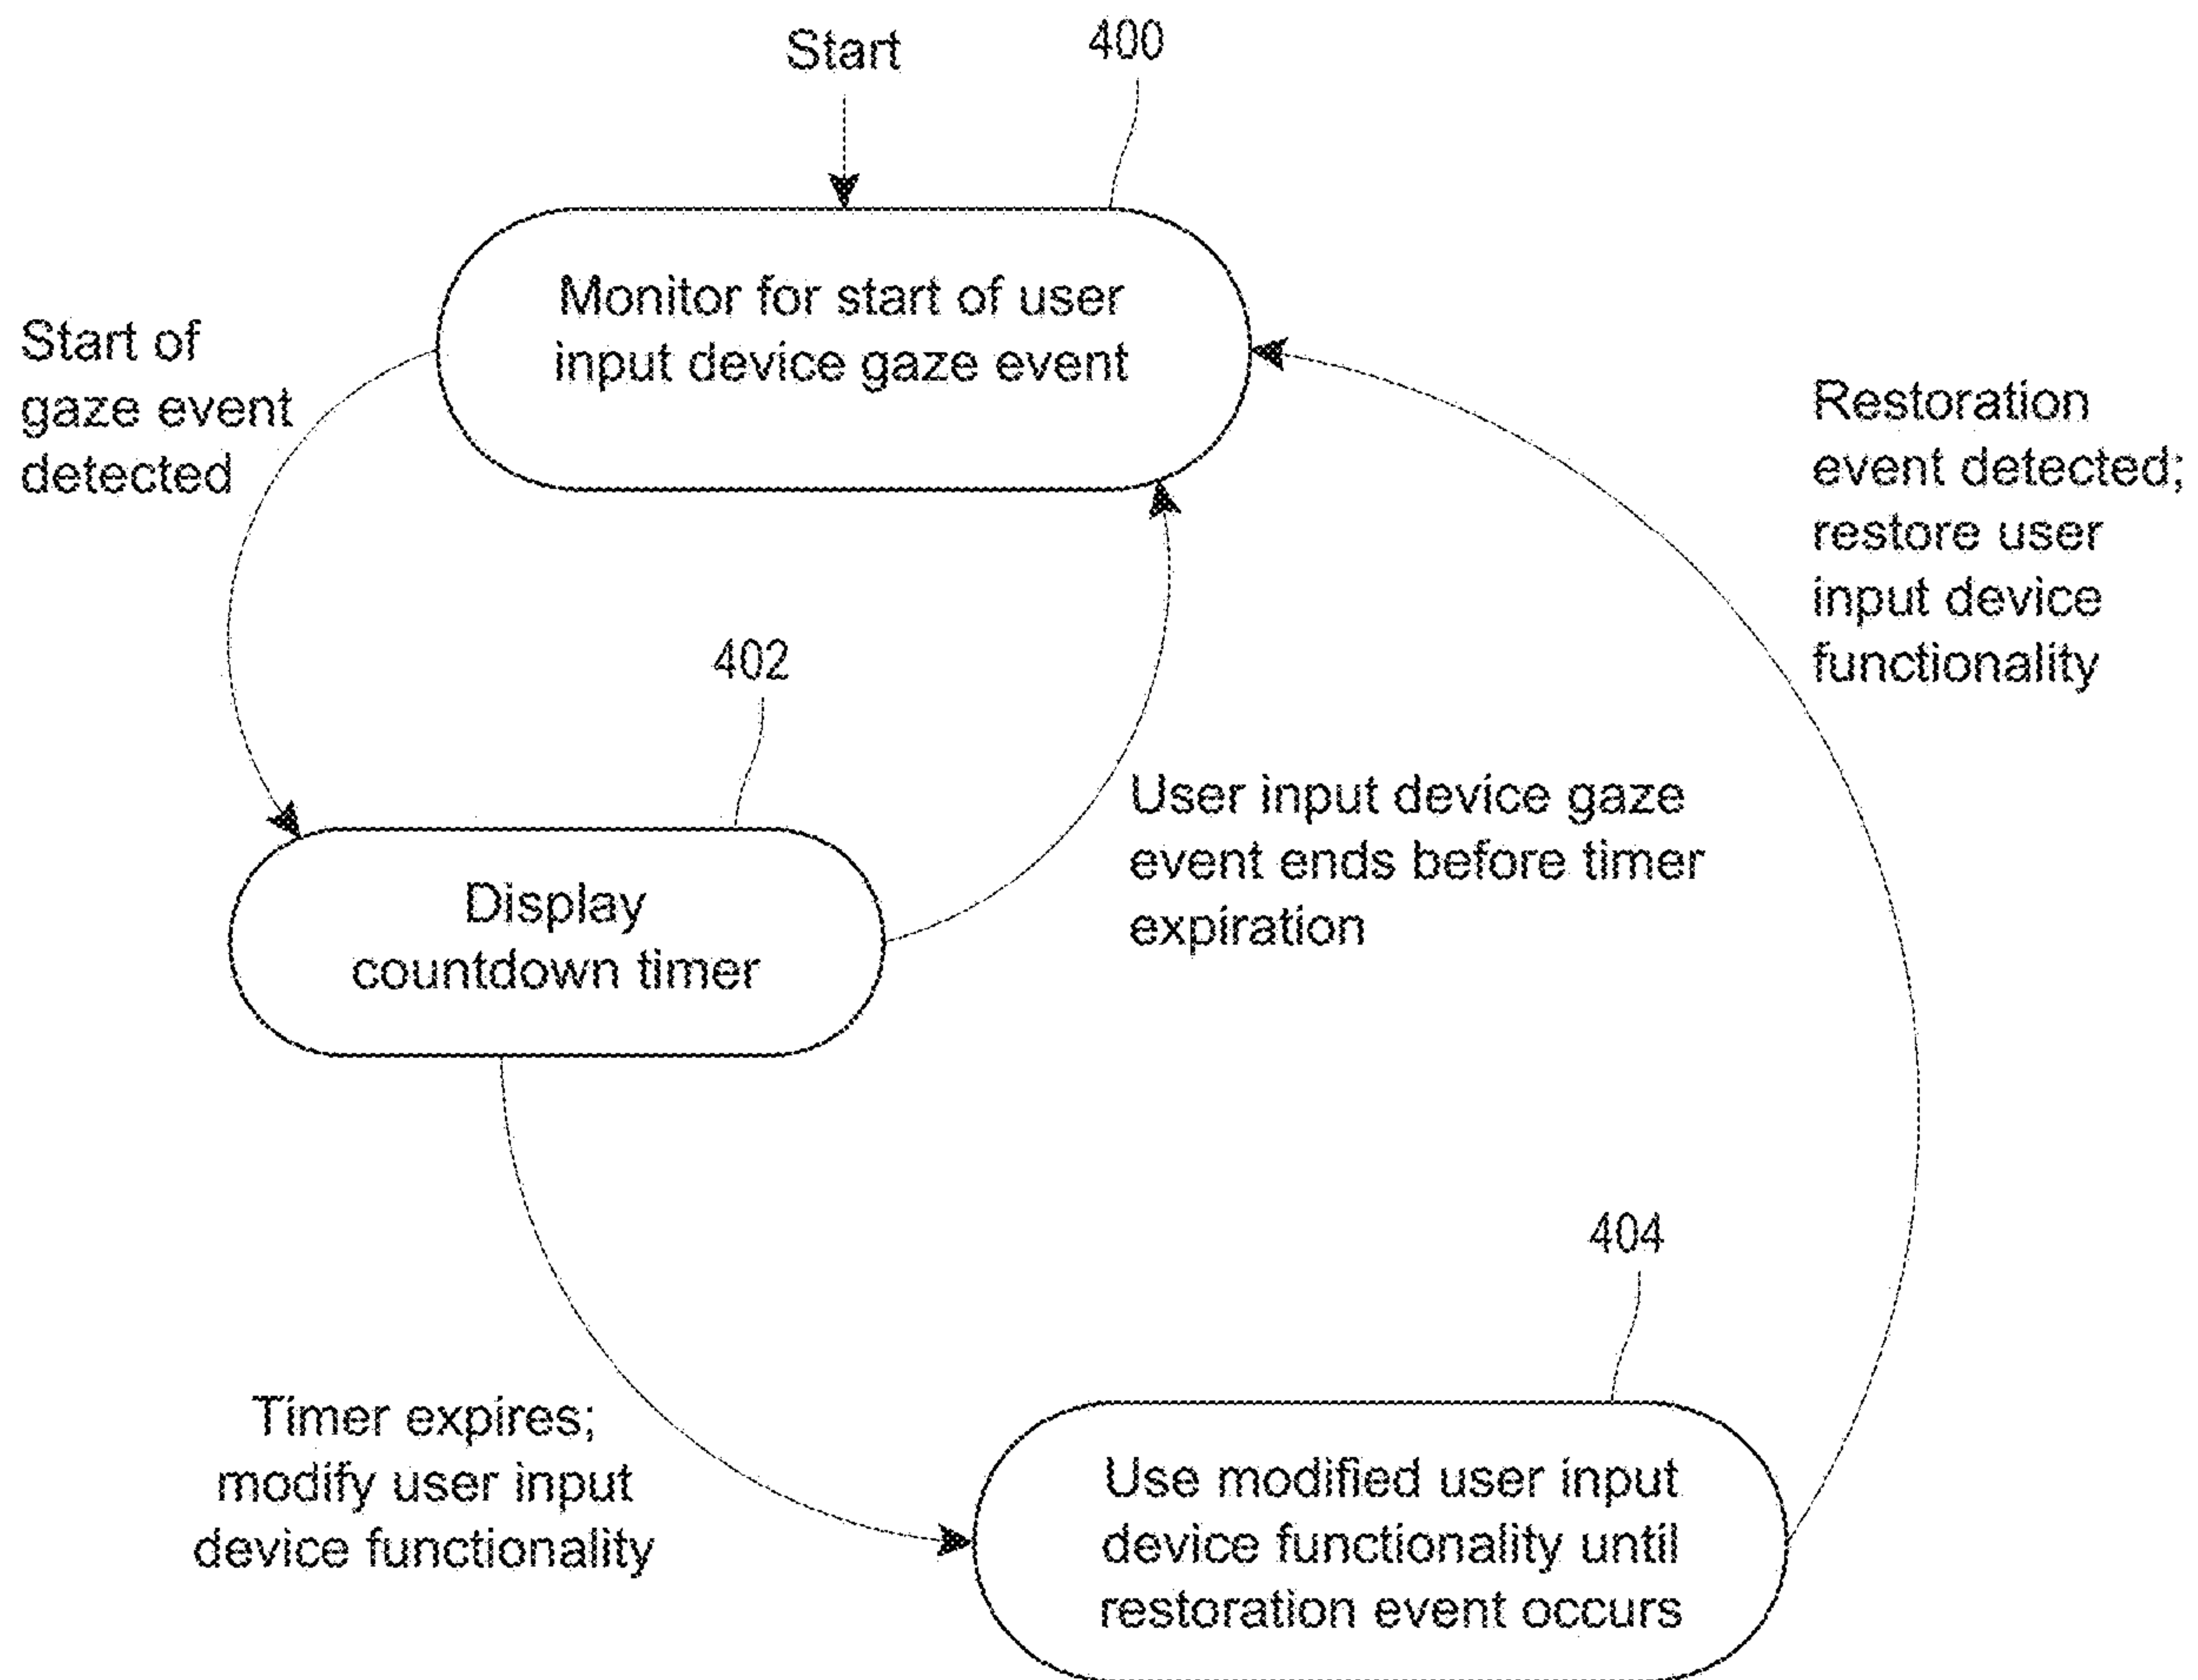 Start
400
Monitor for start of user
input device gaze event
Start of
gaze event
detected
Restoration
event detected;
restore user
input device
functionality
402
User input device gaze
event ends before timer
expiration
Display
countdown timer
404
Timer expires;
modify user input
device functionality
Use modified user input
device functionality until
restoration event occurs